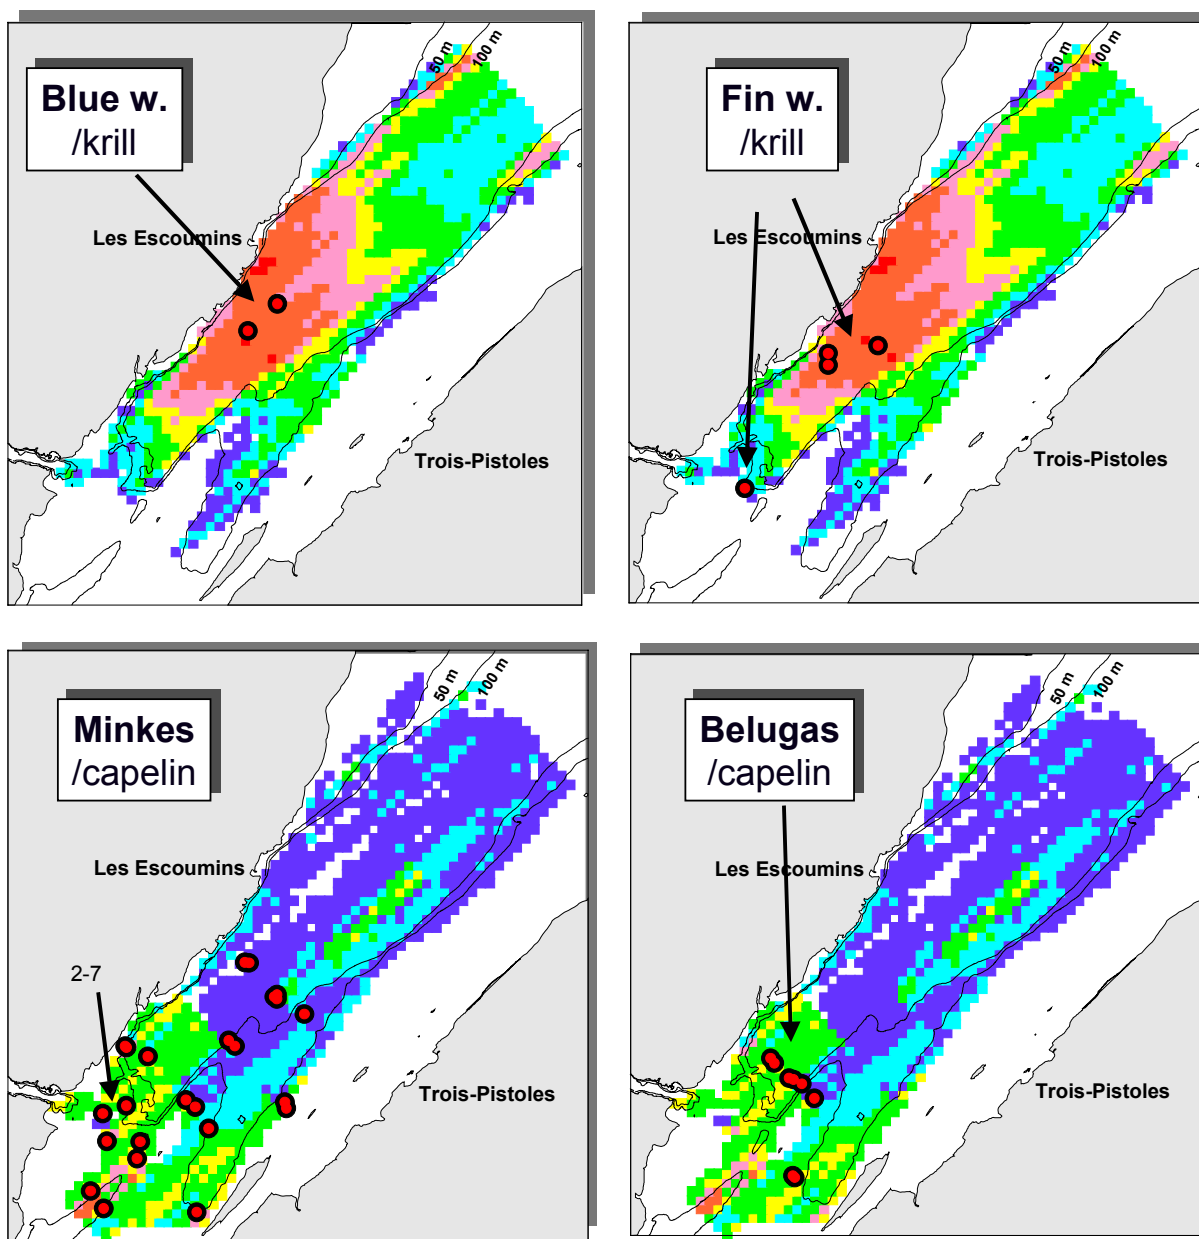 50 m
100 m
Blue w.
/krill
Les Escoumins
Trois-Pistoles
50 m
100 m
Fin w.
/krill
Les Escoumins
Trois-Pistoles
50 m
100 m
Minkes
/capelin
Les Escoumins
2-7
Trois-Pistoles
50 m
100 m
Belugas
/capelin
Les Escoumins
Trois-Pistoles